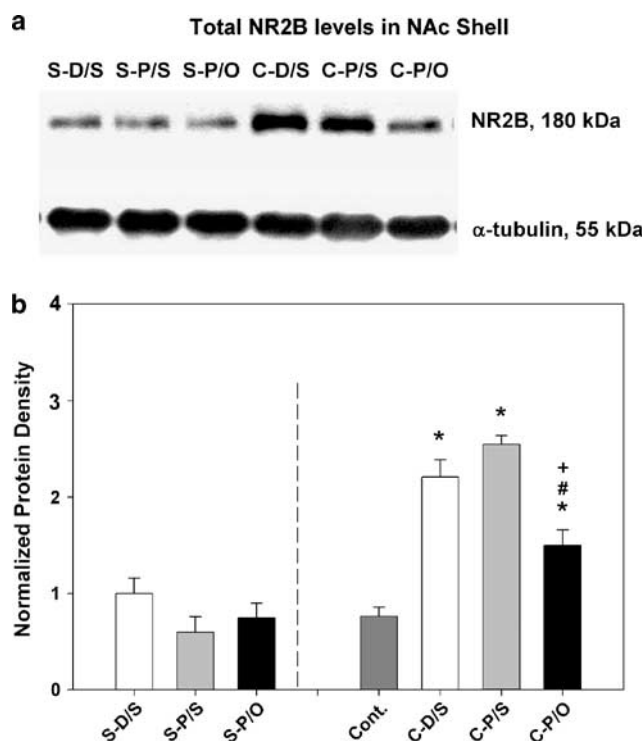 a
Total NR2B levels in NAc Shell
S-D/S S-P/S S-P/O C-D/S C-P/S C-P/O
NR2B, 180 kDa
α-tubulin, 55 kDa
b
Normalized Protein Density
4
3
2
1
0
* * + # *
S-D/S S-P/S S-P/O Cont. C-D/S C-P/S C-P/O